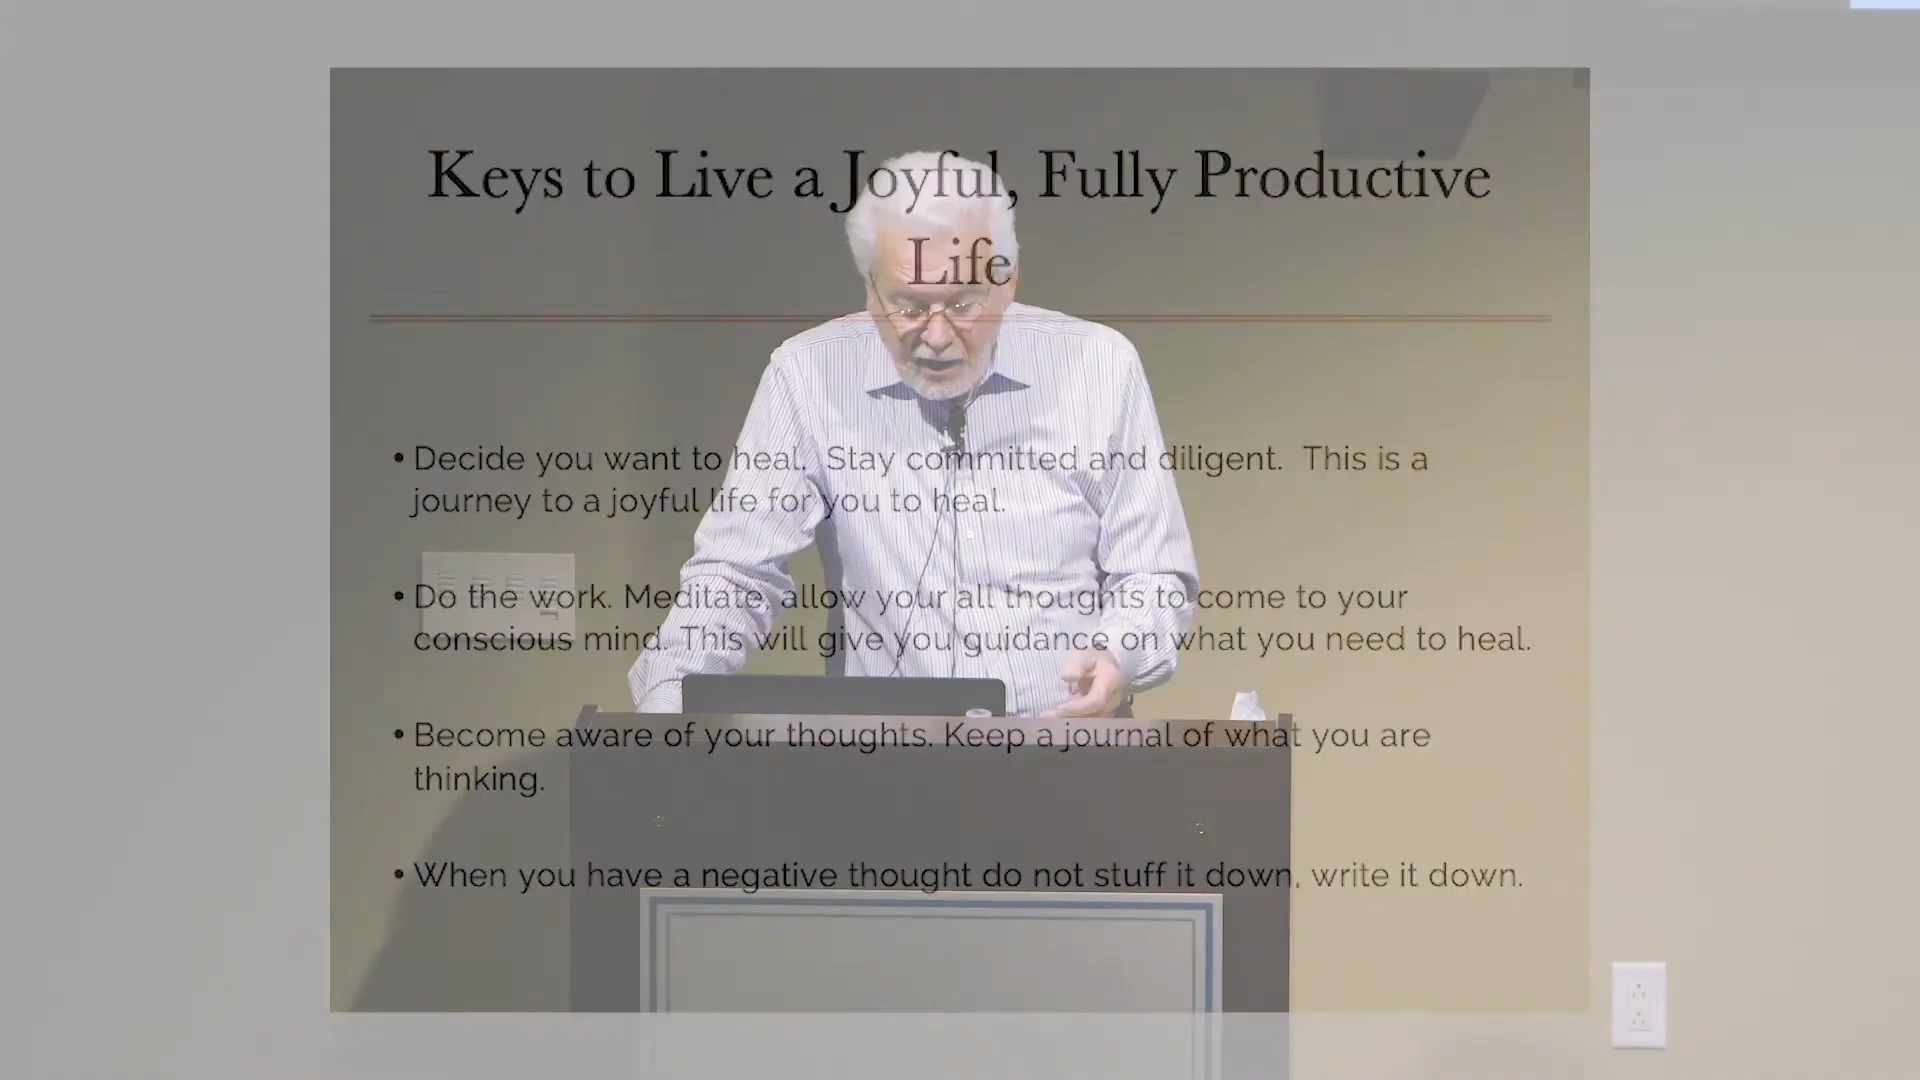 Keys to Live a Joyful, Fully Productive
Life
• Decide you want to heal. Stay committed and diligent. This is a
journey to a joyful life for you to heal.
• Do the work. Meditate, allow your all thoughts to come to your
conscious mind. This will give you guidance on what you need to heal.
• Become aware of your thoughts. Keep a journal of what you are
thinking.
• When you have a negative thought do not stuff it down, write it down.